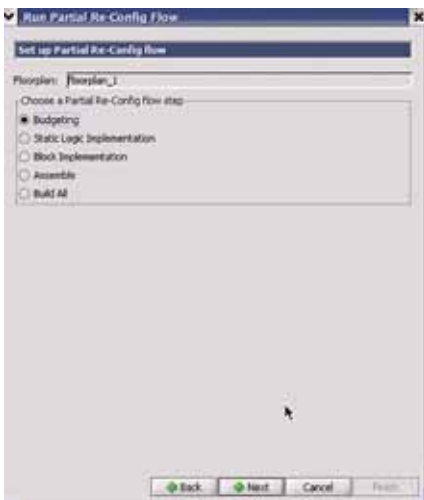 Run Partial Re-Config Flow
Set up Partial Re-Config flow
Floorplan: floorplan_1
Choose a Partial Re-Config flow step
Budgeting
Static Logic Implementation
Block Implementation
Assemble
Build All
Back Next Cancel Finish